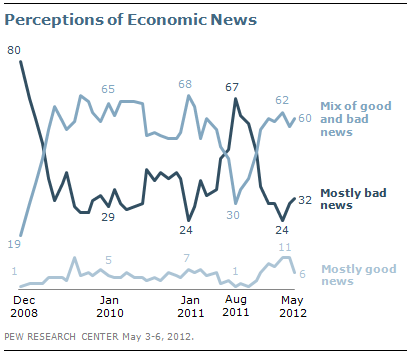 Perceptions of Economic News
80
65
68
67
62
60
Mix of good
and bad
news
29
24
30
24
32
Mostly bad
news
19
1
5
7
1
11
6
Mostly good
news
Dec
2008
Jan
2010
Jan
2011
Aug
2011
May
2012
PEW RESEARCH CENTER May 3-6, 2012.